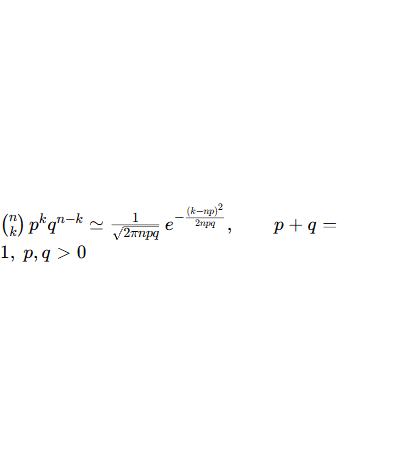 $\binom{n}{k} p^k q^{n-k} \simeq \frac{1}{\sqrt{2\pi npq}} e^{-\frac{(k-np)^2}{2npq}}, \qquad p+q=$
$1,\ p,q>0$